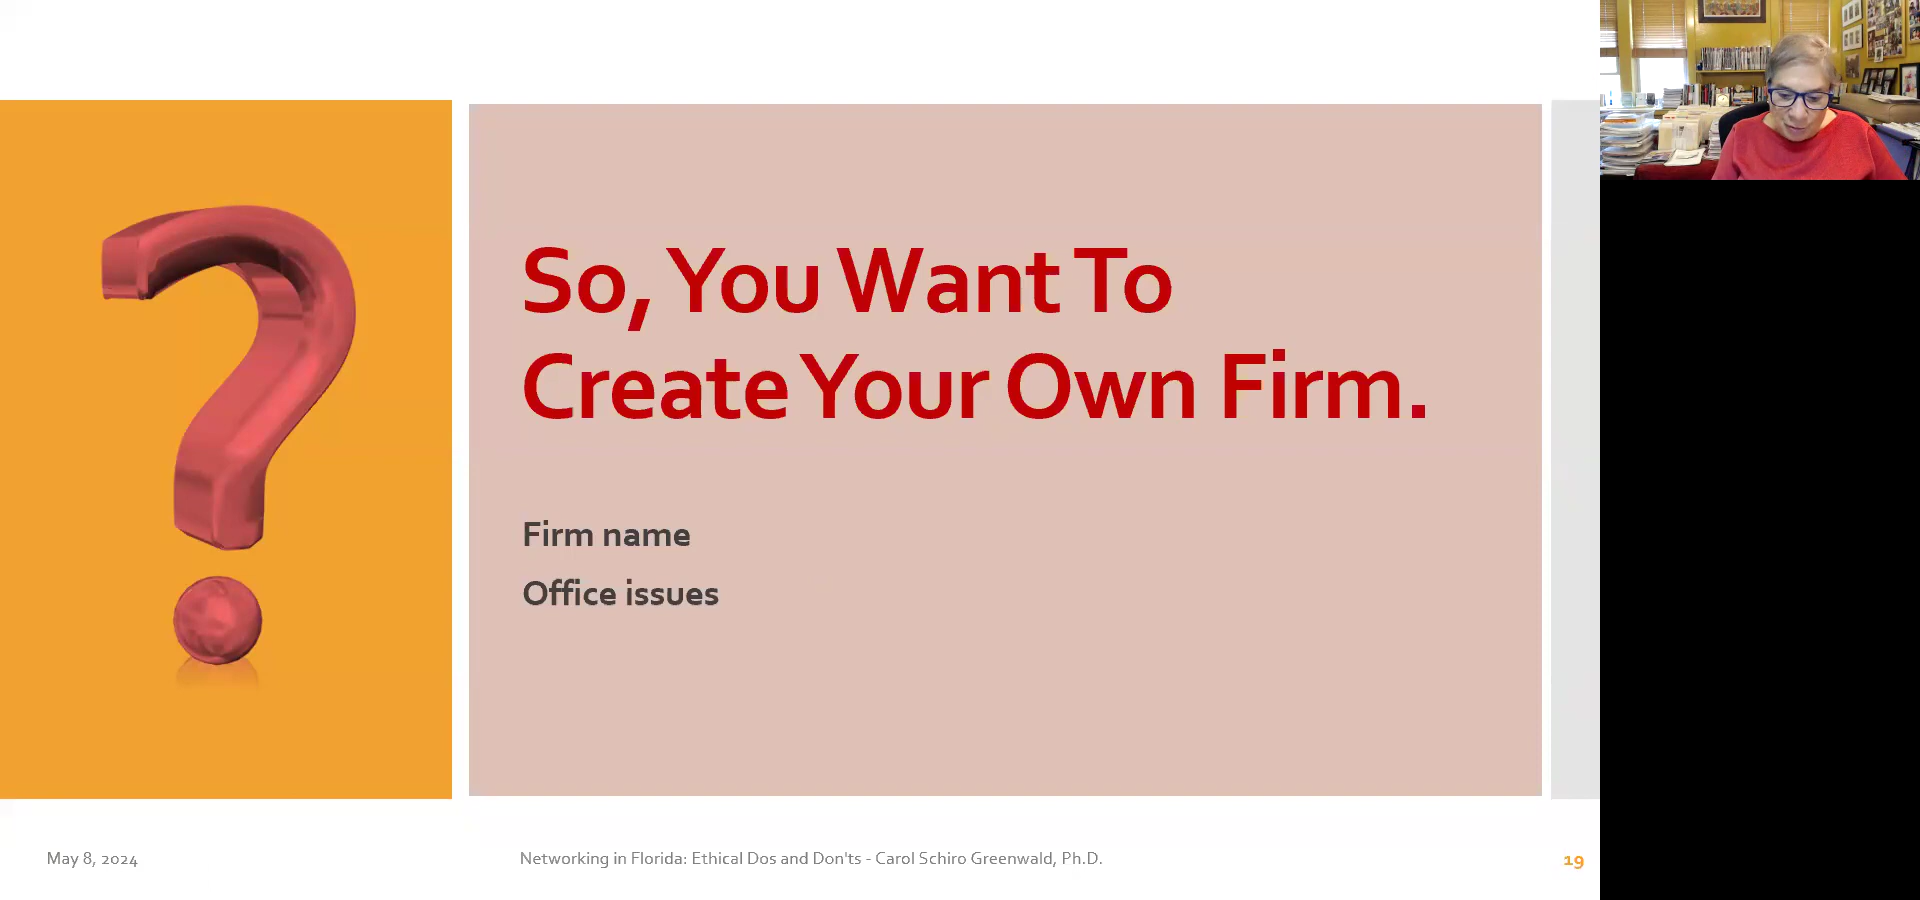 So, You Want To
Create Your Own Firm.
Firm name
Office issues
May 8, 2024
Networking in Florida: Ethical Dos and Don'ts - Carol Schiro Greenwald, Ph.D.
19